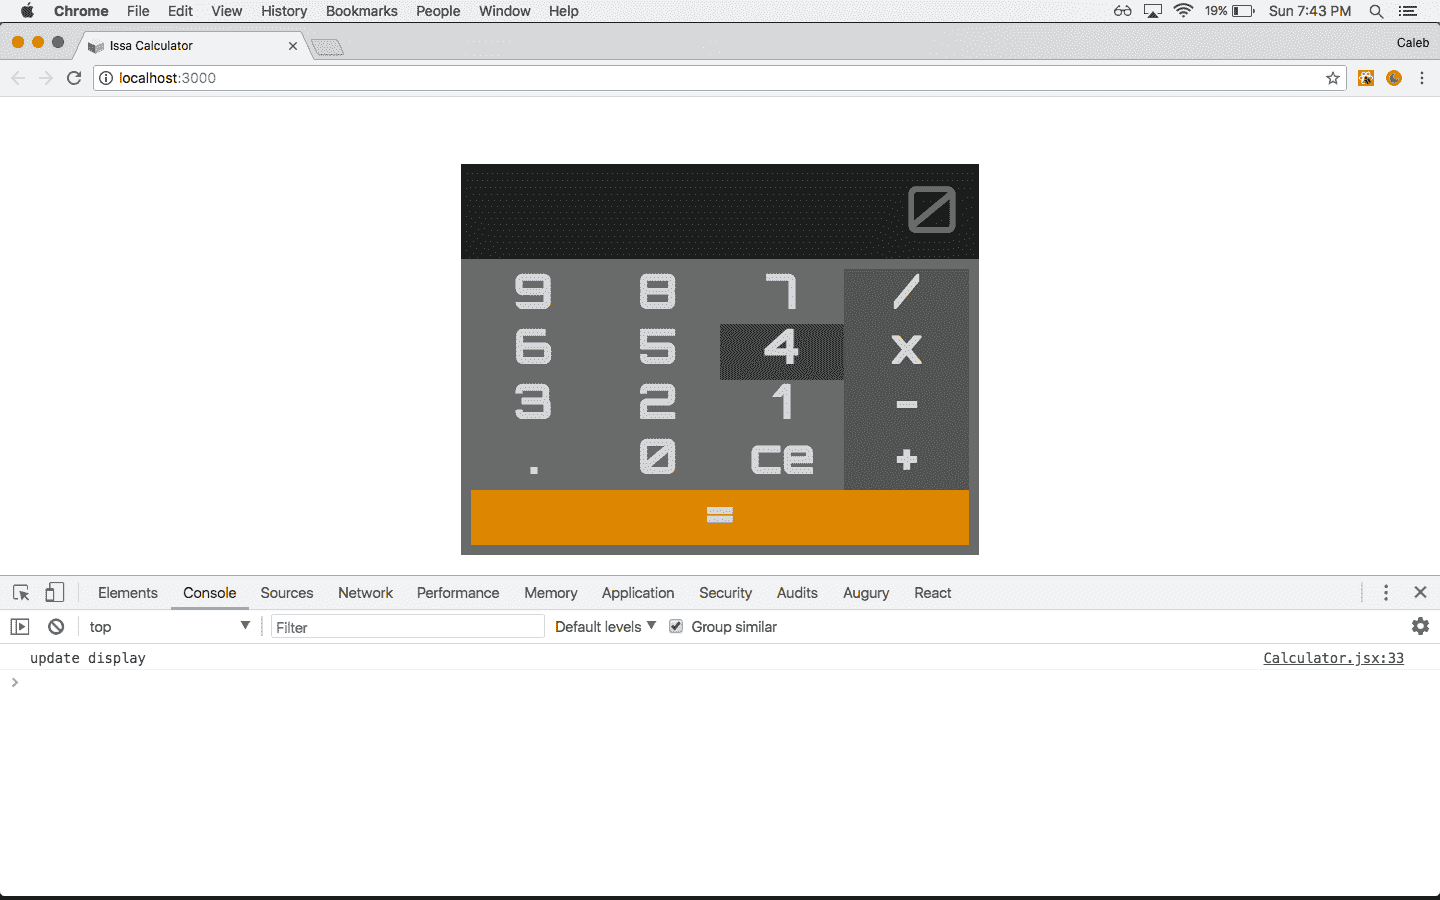 Chrome File Edit View History Bookmarks People Window Help 19% Sun 7:43 PM
Issa Calculator Caleb
localhost:3000
0
9 8 7 /
6 5 4 x
3 2 1 -
. 0 ce +
=
Elements Console Sources Network Performance Memory Application Security Audits Augury React
top Filter Default levels Group similar
update display Calculator.jsx:33